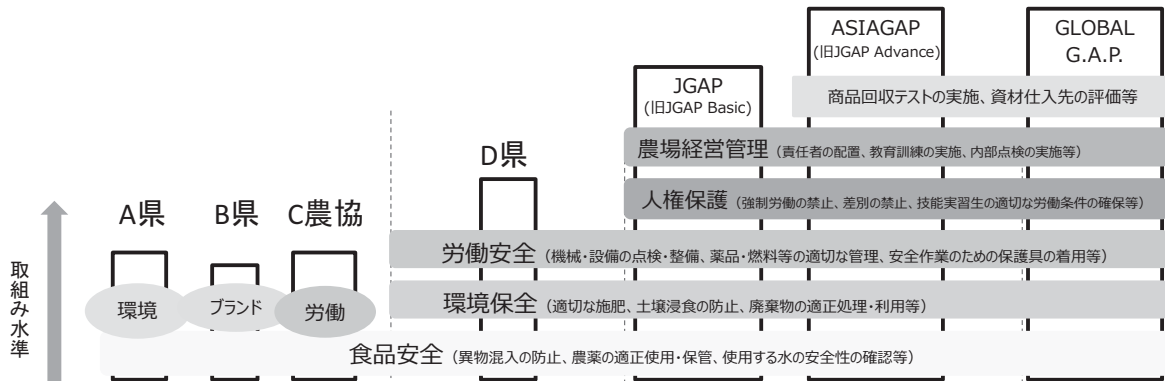 ASIAGAP
(旧JGAP Advance)
GLOBAL
G.A.P.
JGAP
(旧JGAP Basic)
商品回収テストの実施、資材仕入先の評価等
農場経営管理 (責任者の配置、教育訓練の実施、内部点検の実施等)
D県
人権保護 (強制労働の禁止、差別の禁止、技能実習生の適切な労働条件の確保等)
A県
B県
C農協
労働安全 (機械・設備の点検・整備、薬品・燃料等の適切な管理、安全作業のための保護具の着用等)
取組み水準
環境
ブランド
労働
環境保全 (適切な施肥、土壌浸食の防止、廃棄物の適正処理・利用等)
食品安全 (異物混入の防止、農薬の適正使用・保管、使用する水の安全性の確認等)